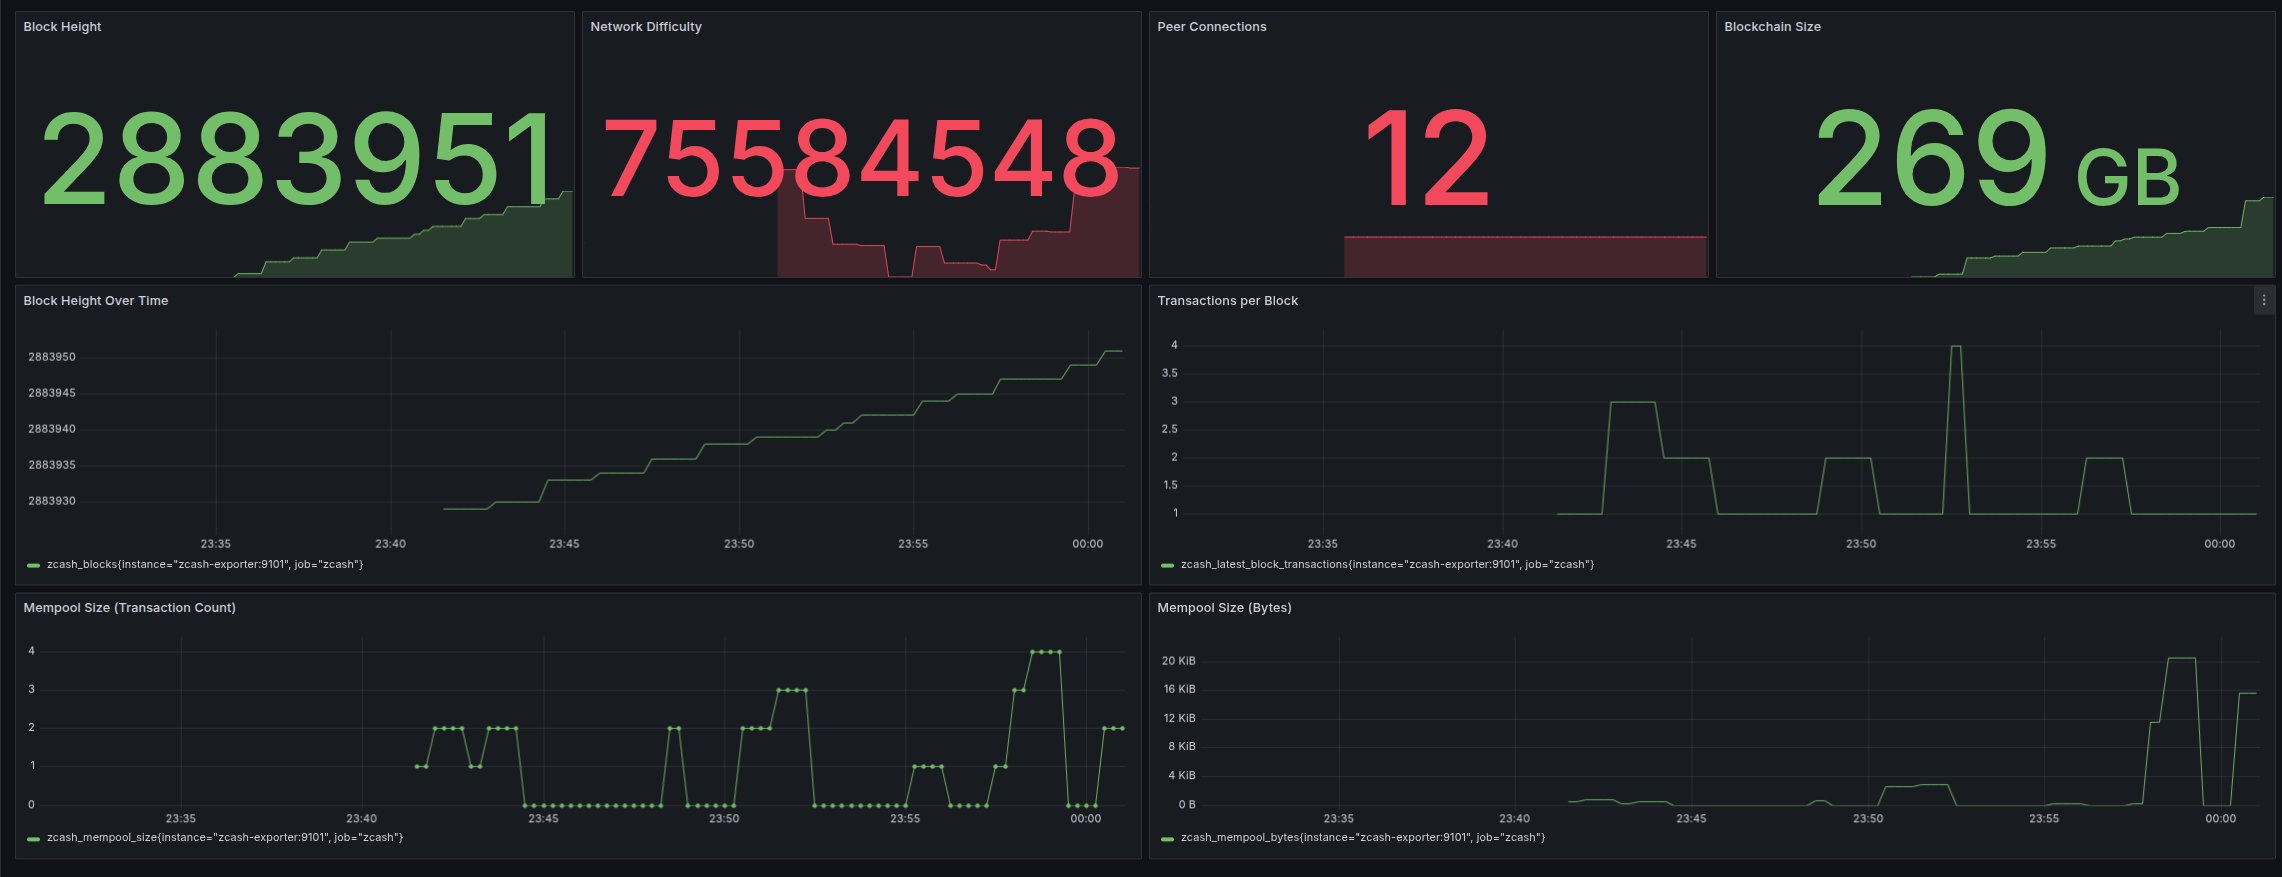 Block Height
2883951
Network Difficulty
75584548
Peer Connections
12
Blockchain Size
269 GB
Block Height Over Time
2883950
2883945
2883940
2883935
2883930
23:35 23:40 23:45 23:50 23:55 00:00
zcash_blocks{instance="zcash-exporter:9101", job="zcash"}
Transactions per Block
4
3.5
3
2.5
2
1.5
1
23:35 23:40 23:45 23:50 23:55 00:00
zcash_latest_block_transactions{instance="zcash-exporter:9101", job="zcash"}
Mempool Size (Transaction Count)
4
3
2
1
0
23:35 23:40 23:45 23:50 23:55 00:00
zcash_mempool_size{instance="zcash-exporter:9101", job="zcash"}
Mempool Size (Bytes)
20 KiB
16 KiB
12 KiB
8 KiB
4 KiB
0 B
23:35 23:40 23:45 23:50 23:55 00:00
zcash_mempool_bytes{instance="zcash-exporter:9101", job="zcash"}